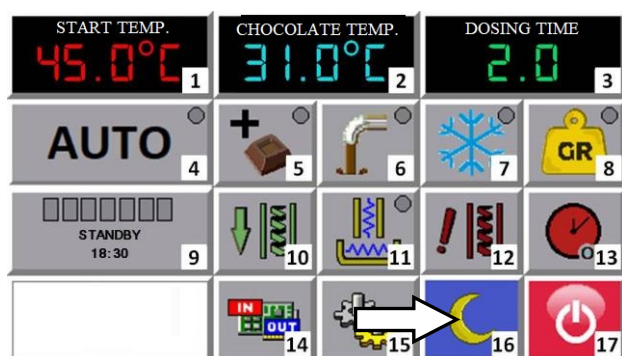 START TEMP.
CHOCOLATE TEMP.
DOSING TIME
45.0°C
1
31.0°C
2
2.0
3
AUTO
4
5
6
7
GR
8
STANDBY
18:30
9
10
11
12
13
IN
OUT
14
15
16
17